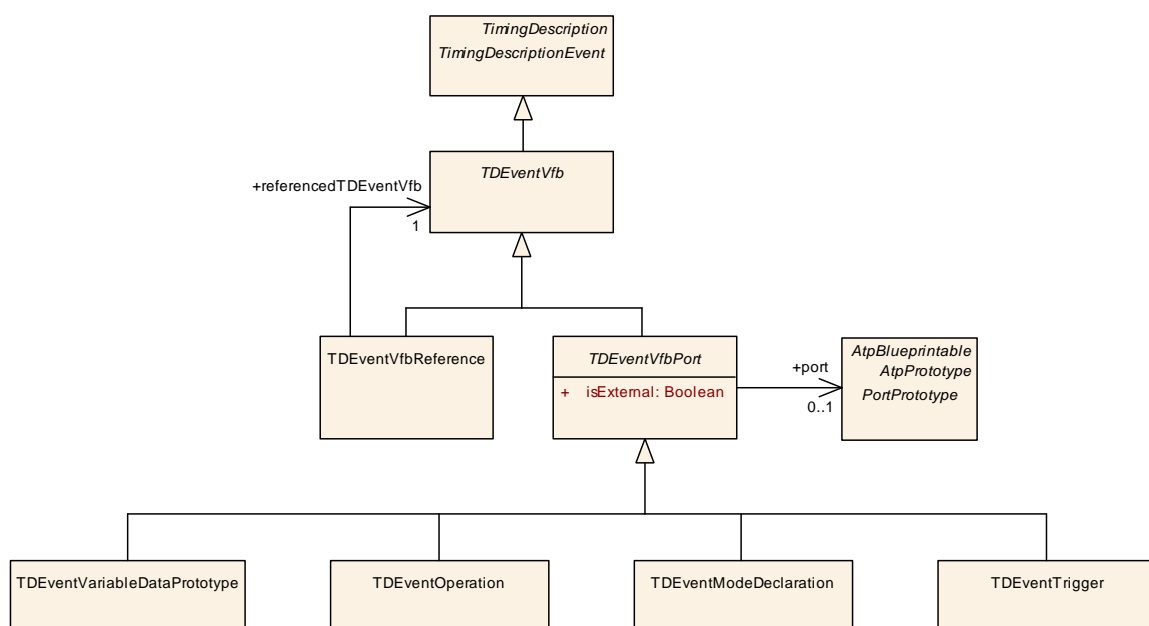 TimingDescription
TimingDescriptionEvent
TDEventVfb
+referencedTDEventVfb
1
TDEventVfbReference
TDEventVfbPort
+ isExternal: Boolean
+port
0..1
AtpBlueprintable
AtpPrototype
PortPrototype
TDEventVariableDataPrototype
TDEventOperation
TDEventModeDeclaration
TDEventTrigger